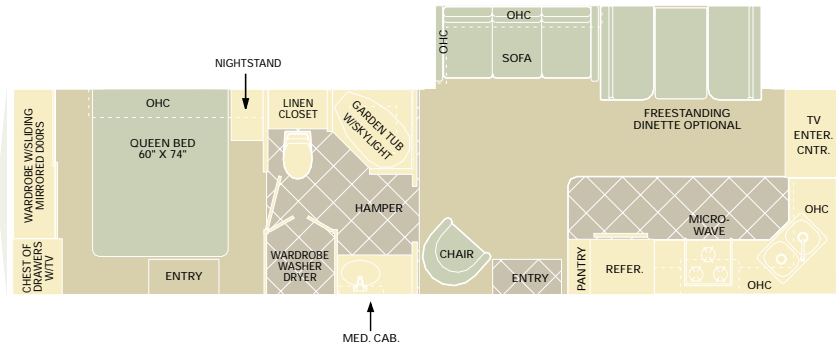 OHC
OHC
SOFA
NIGHTSTAND
OHC
LINEN
CLOSET
GARDEN TUB
W/SKYLIGHT
FREESTANDING
DINETTE OPTIONAL
TV
ENTER.
CNTR.
WARDROBE W/SLIDING
MIRRORED DOORS
QUEEN BED
60" X 74"
HAMPER
MICRO-
WAVE
OHC
CHEST OF
DRAWERS
W/TV
ENTRY
WARDROBE
WASHER
DRYER
CHAIR
ENTRY
PANTRY
REFER.
OHC
MED. CAB.